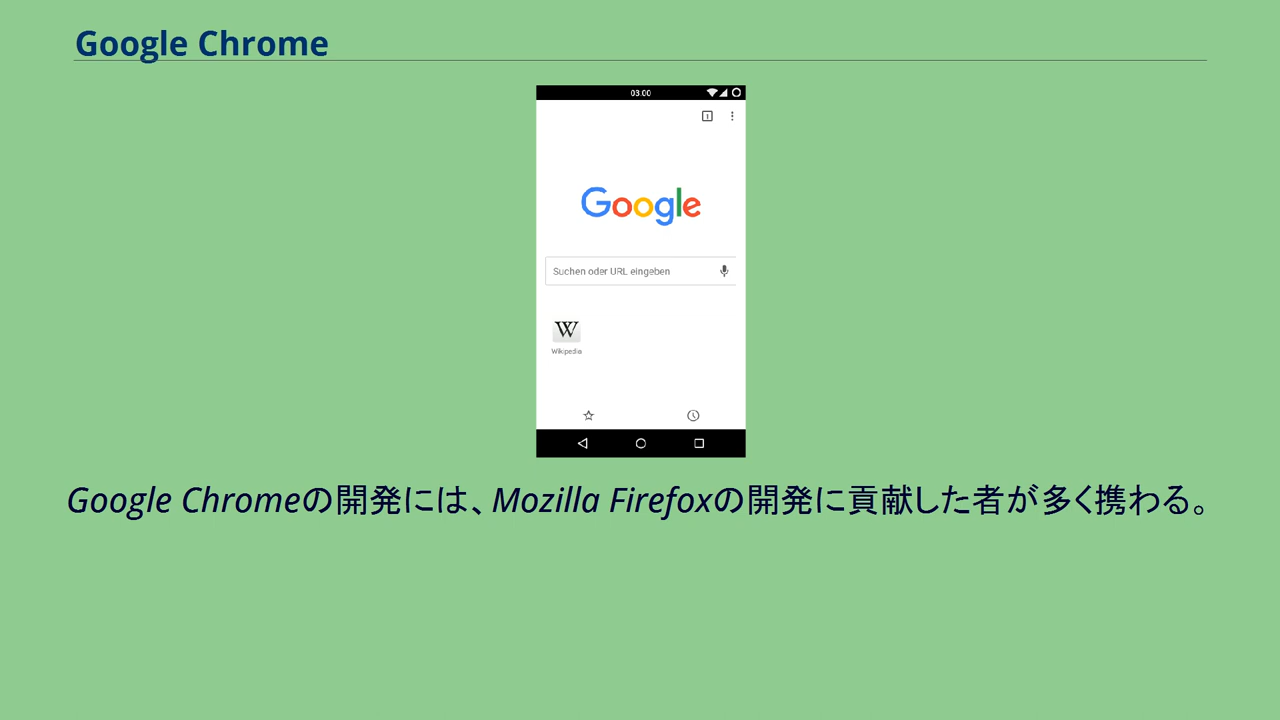 Google Chrome
03:00
Google
Suchen oder URL eingeben
W
Wikipedia
Google Chromeの開発には、Mozilla Firefoxの開発に貢献した者が多く携わる。